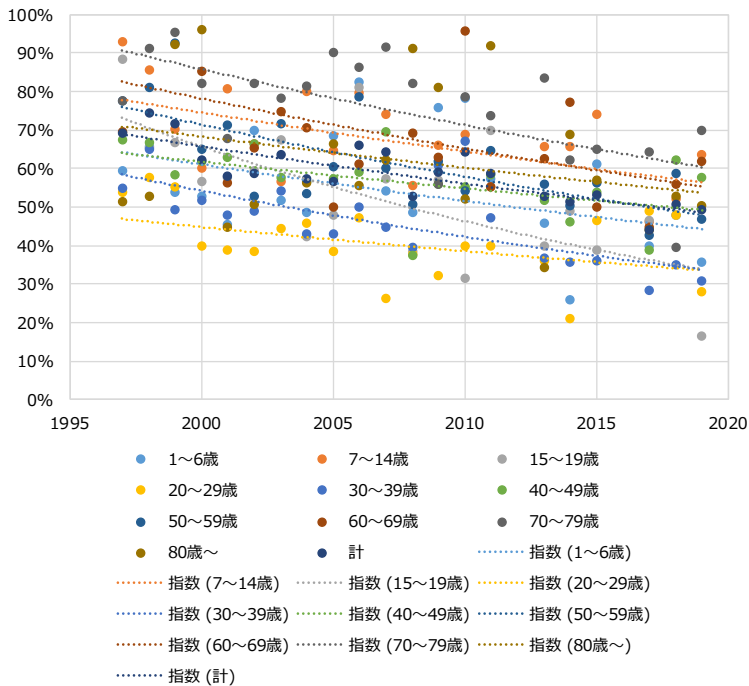 100%
90%
80%
70%
60%
50%
40%
30%
20%
10%
0%
1995 2000 2005 2010 2015 2020
1～6歳 7～14歳 15～19歳
20～29歳 30～39歳 40～49歳
50～59歳 60～69歳 70～79歳
80歳～ 計 指数 (1～6歳)
指数 (7～14歳) 指数 (15～19歳) 指数 (20～29歳)
指数 (30～39歳) 指数 (40～49歳) 指数 (50～59歳)
指数 (60～69歳) 指数 (70～79歳) 指数 (80歳～)
指数 (計)